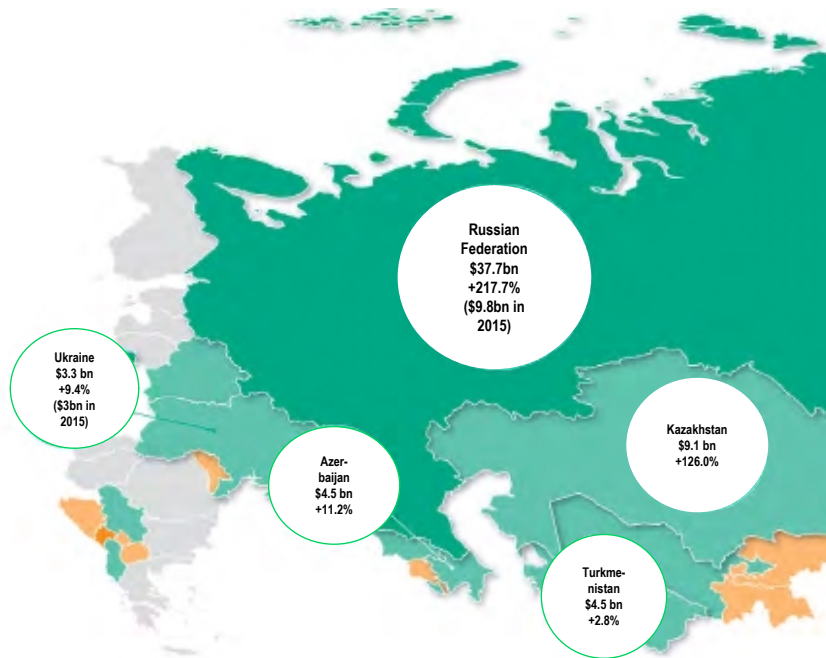 Russian
Federation
$37.7bn
+217.7%
($9.8bn in
2015)
Ukraine
$3.3 bn
+9.4%
($3bn in
2015)
Kazakhstan
$9.1 bn
+126.0%
Azer-
baijan
$4.5 bn
+11.2%
Turkme-
nistan
$4.5 bn
+2.8%